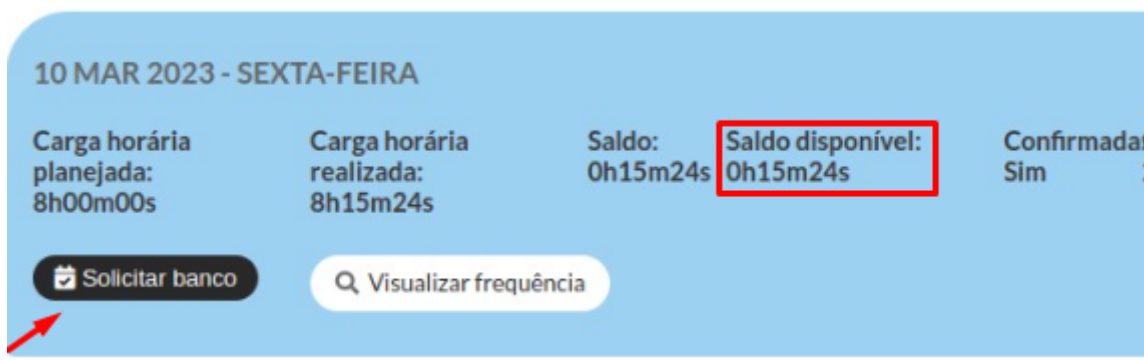 10 MAR 2023 - SEXTA-FEIRA
Carga horária planejada: 8h00m00s
Carga horária realizada: 8h15m24s
Saldo: 0h15m24s
Saldo disponível: 0h15m24s
Confirmada
Sim
Solicitar banco
Visualizar frequência